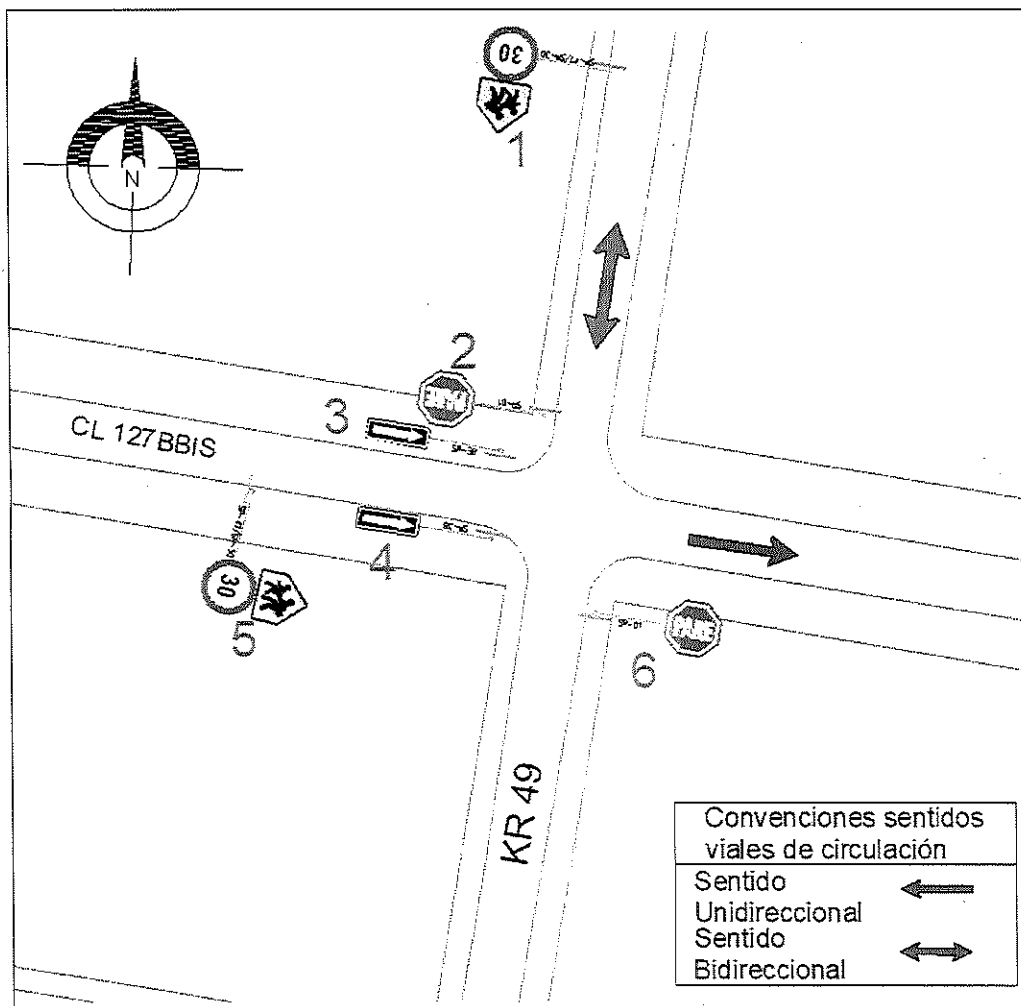 30
1
N
2
PARE
3
CL 127BBIS
4
30
5
PARE
6
KR 49
Convenciones sentidos
viales de circulación
Sentido
Unidireccional
Sentido
Bidireccional